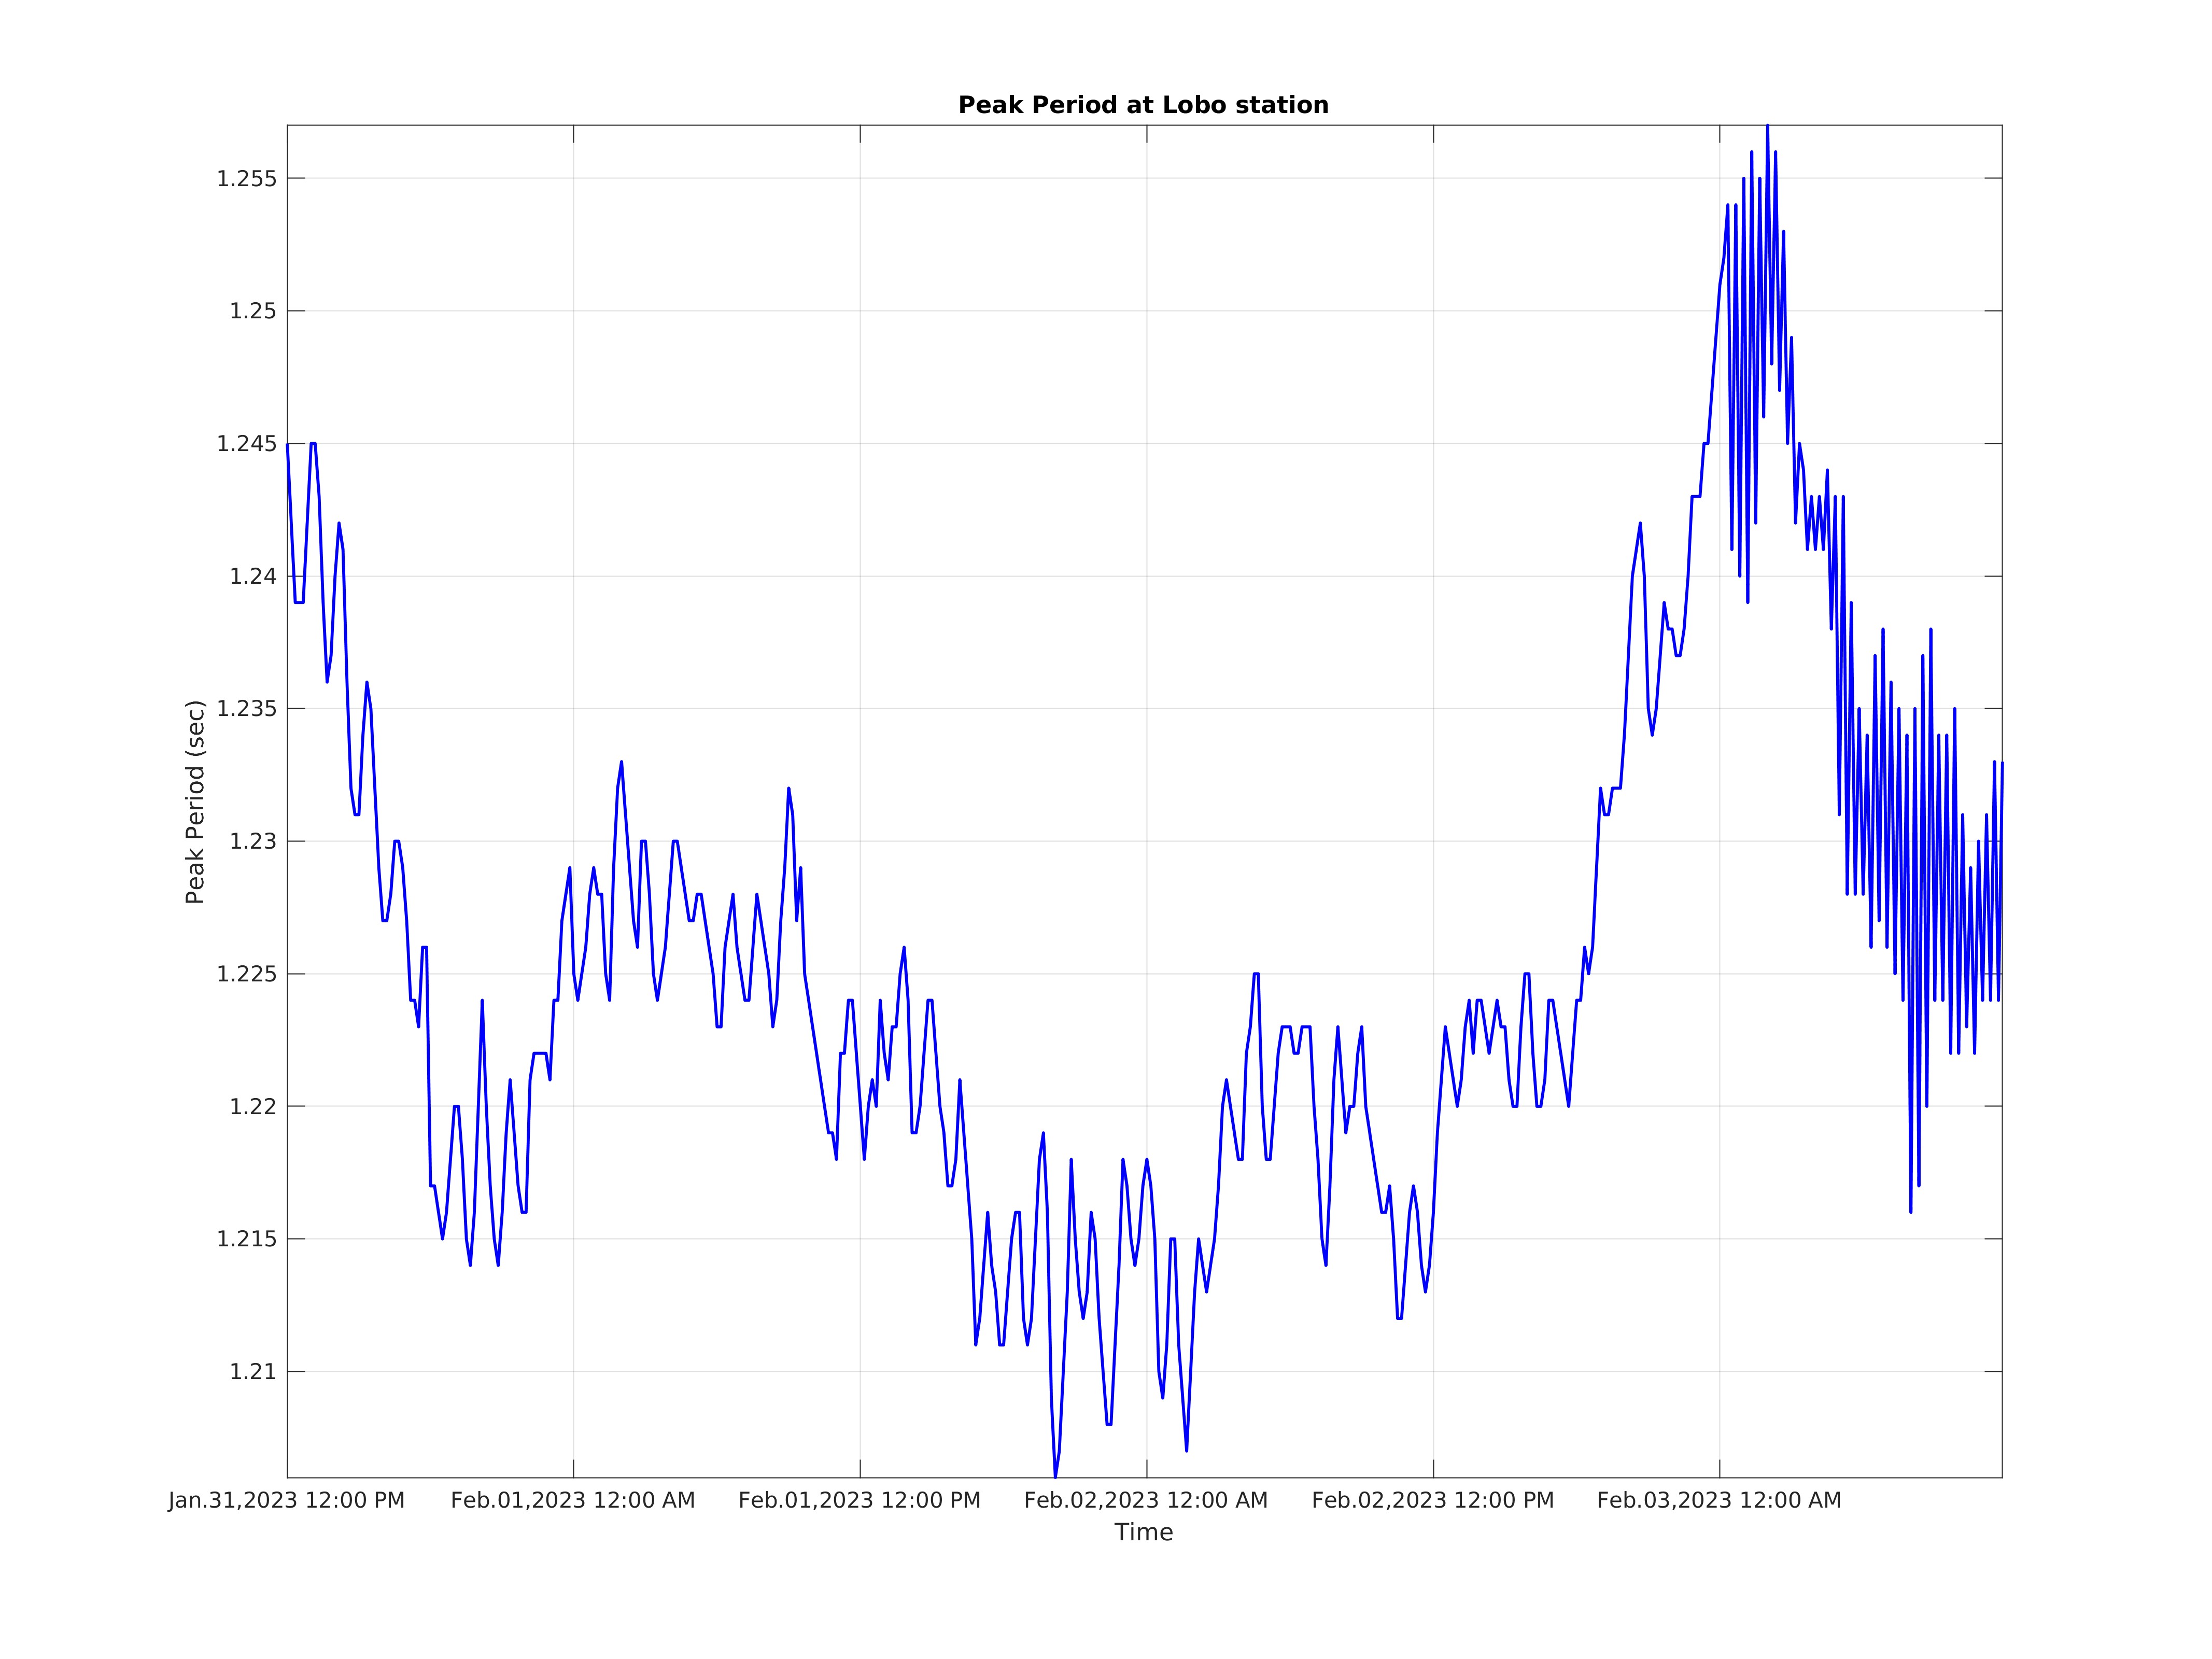 Peak Period at Lobo station
1.255
1.25
1.245
1.24
1.235
1.23
1.225
1.22
1.215
1.21
Peak Period (sec)
Jan.31,2023 12:00 PM
Feb.01,2023 12:00 AM
Feb.01,2023 12:00 PM
Feb.02,2023 12:00 AM
Feb.02,2023 12:00 PM
Feb.03,2023 12:00 AM
Time